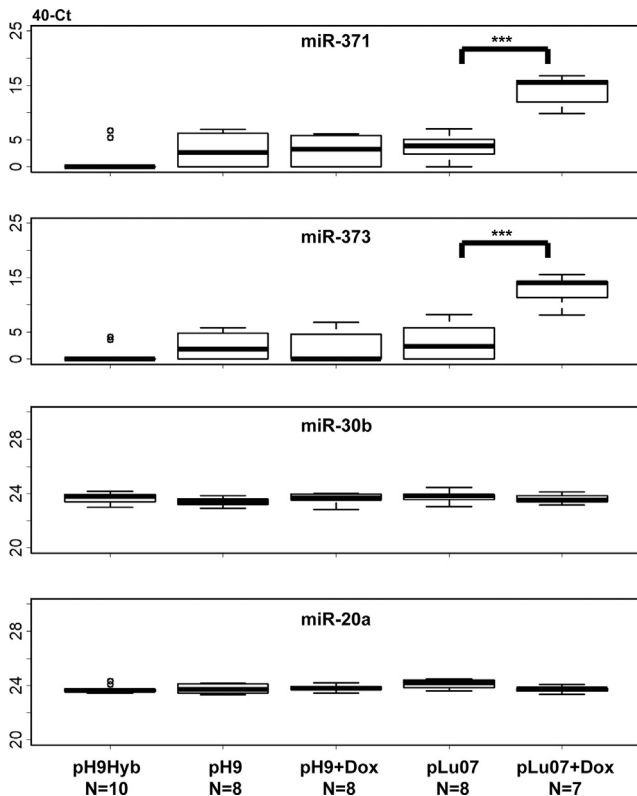 40-Ct
miR-371
***
25
15
5
0
miR-373
***
25
15
5
0
miR-30b
28
24
20
miR-20a
28
24
20
pH9Hyb pH9 pH9+Dox pLu07 pLu07+Dox
N=10 N=8 N=8 N=8 N=7